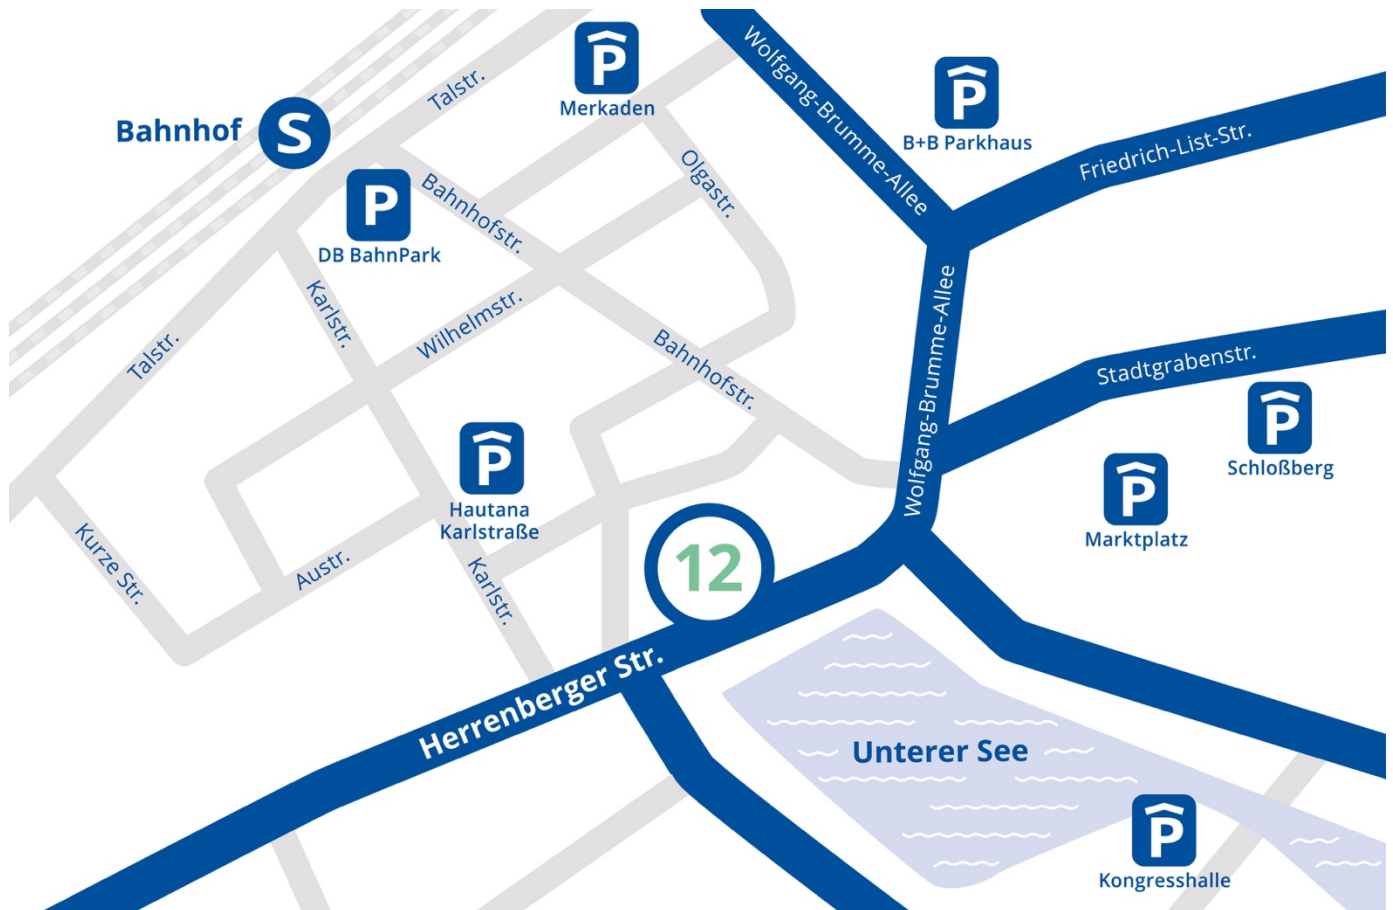 Wolfgang-Brumme-Allee
P
Merkaden
Talstr.
P
B+B Parkhaus
Friedrich-List-Str.
Bahnhof
S
Olgastr.
P
DB BahnPark
Bahnhofstr.
Karlstr.
Wilhelmstr.
Talstr.
Bahnhofstr.
Wolfgang-Brumme-Allee
Stadtgrabenstr.
P
Schloßberg
P
Hautana
Karlstraße
P
Marktplatz
Kurze Str.
Austr.
Karlstr.
12
Herrenberger Str.
Unterer See
P
Kongresshalle